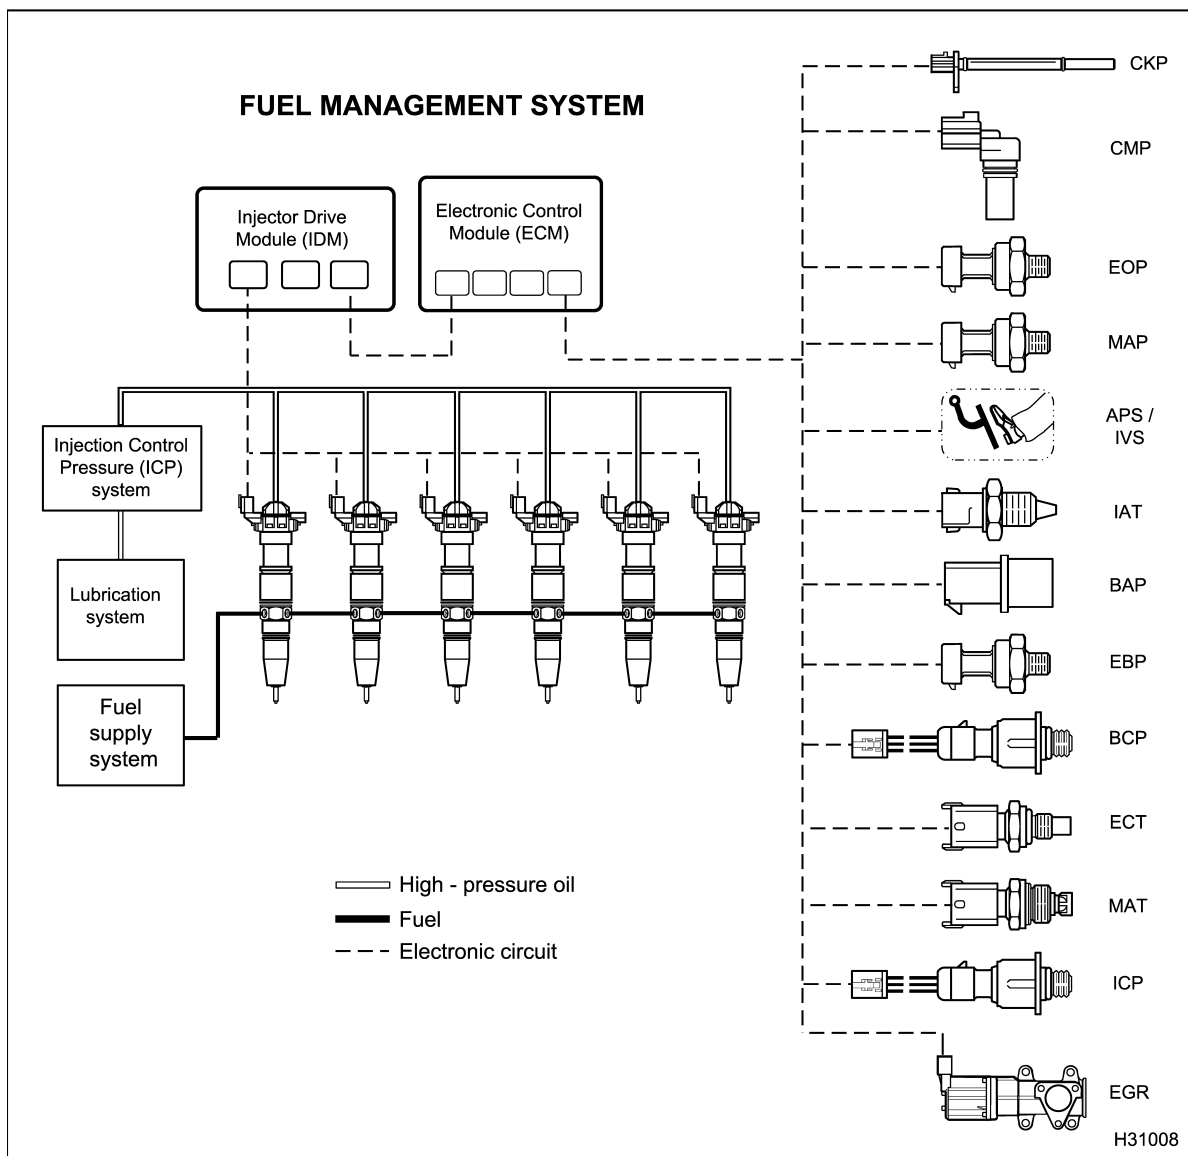 FUEL MANAGEMENT SYSTEM
Injector Drive
Module (IDM)
Electronic Control
Module (ECM)
Injection Control
Pressure (ICP)
system
Lubrication
system
Fuel
supply
system
High - pressure oil
Fuel
Electronic circuit
CKP
CMP
EOP
MAP
APS /
IVS
IAT
BAP
EBP
BCP
ECT
MAT
ICP
EGR
H31008